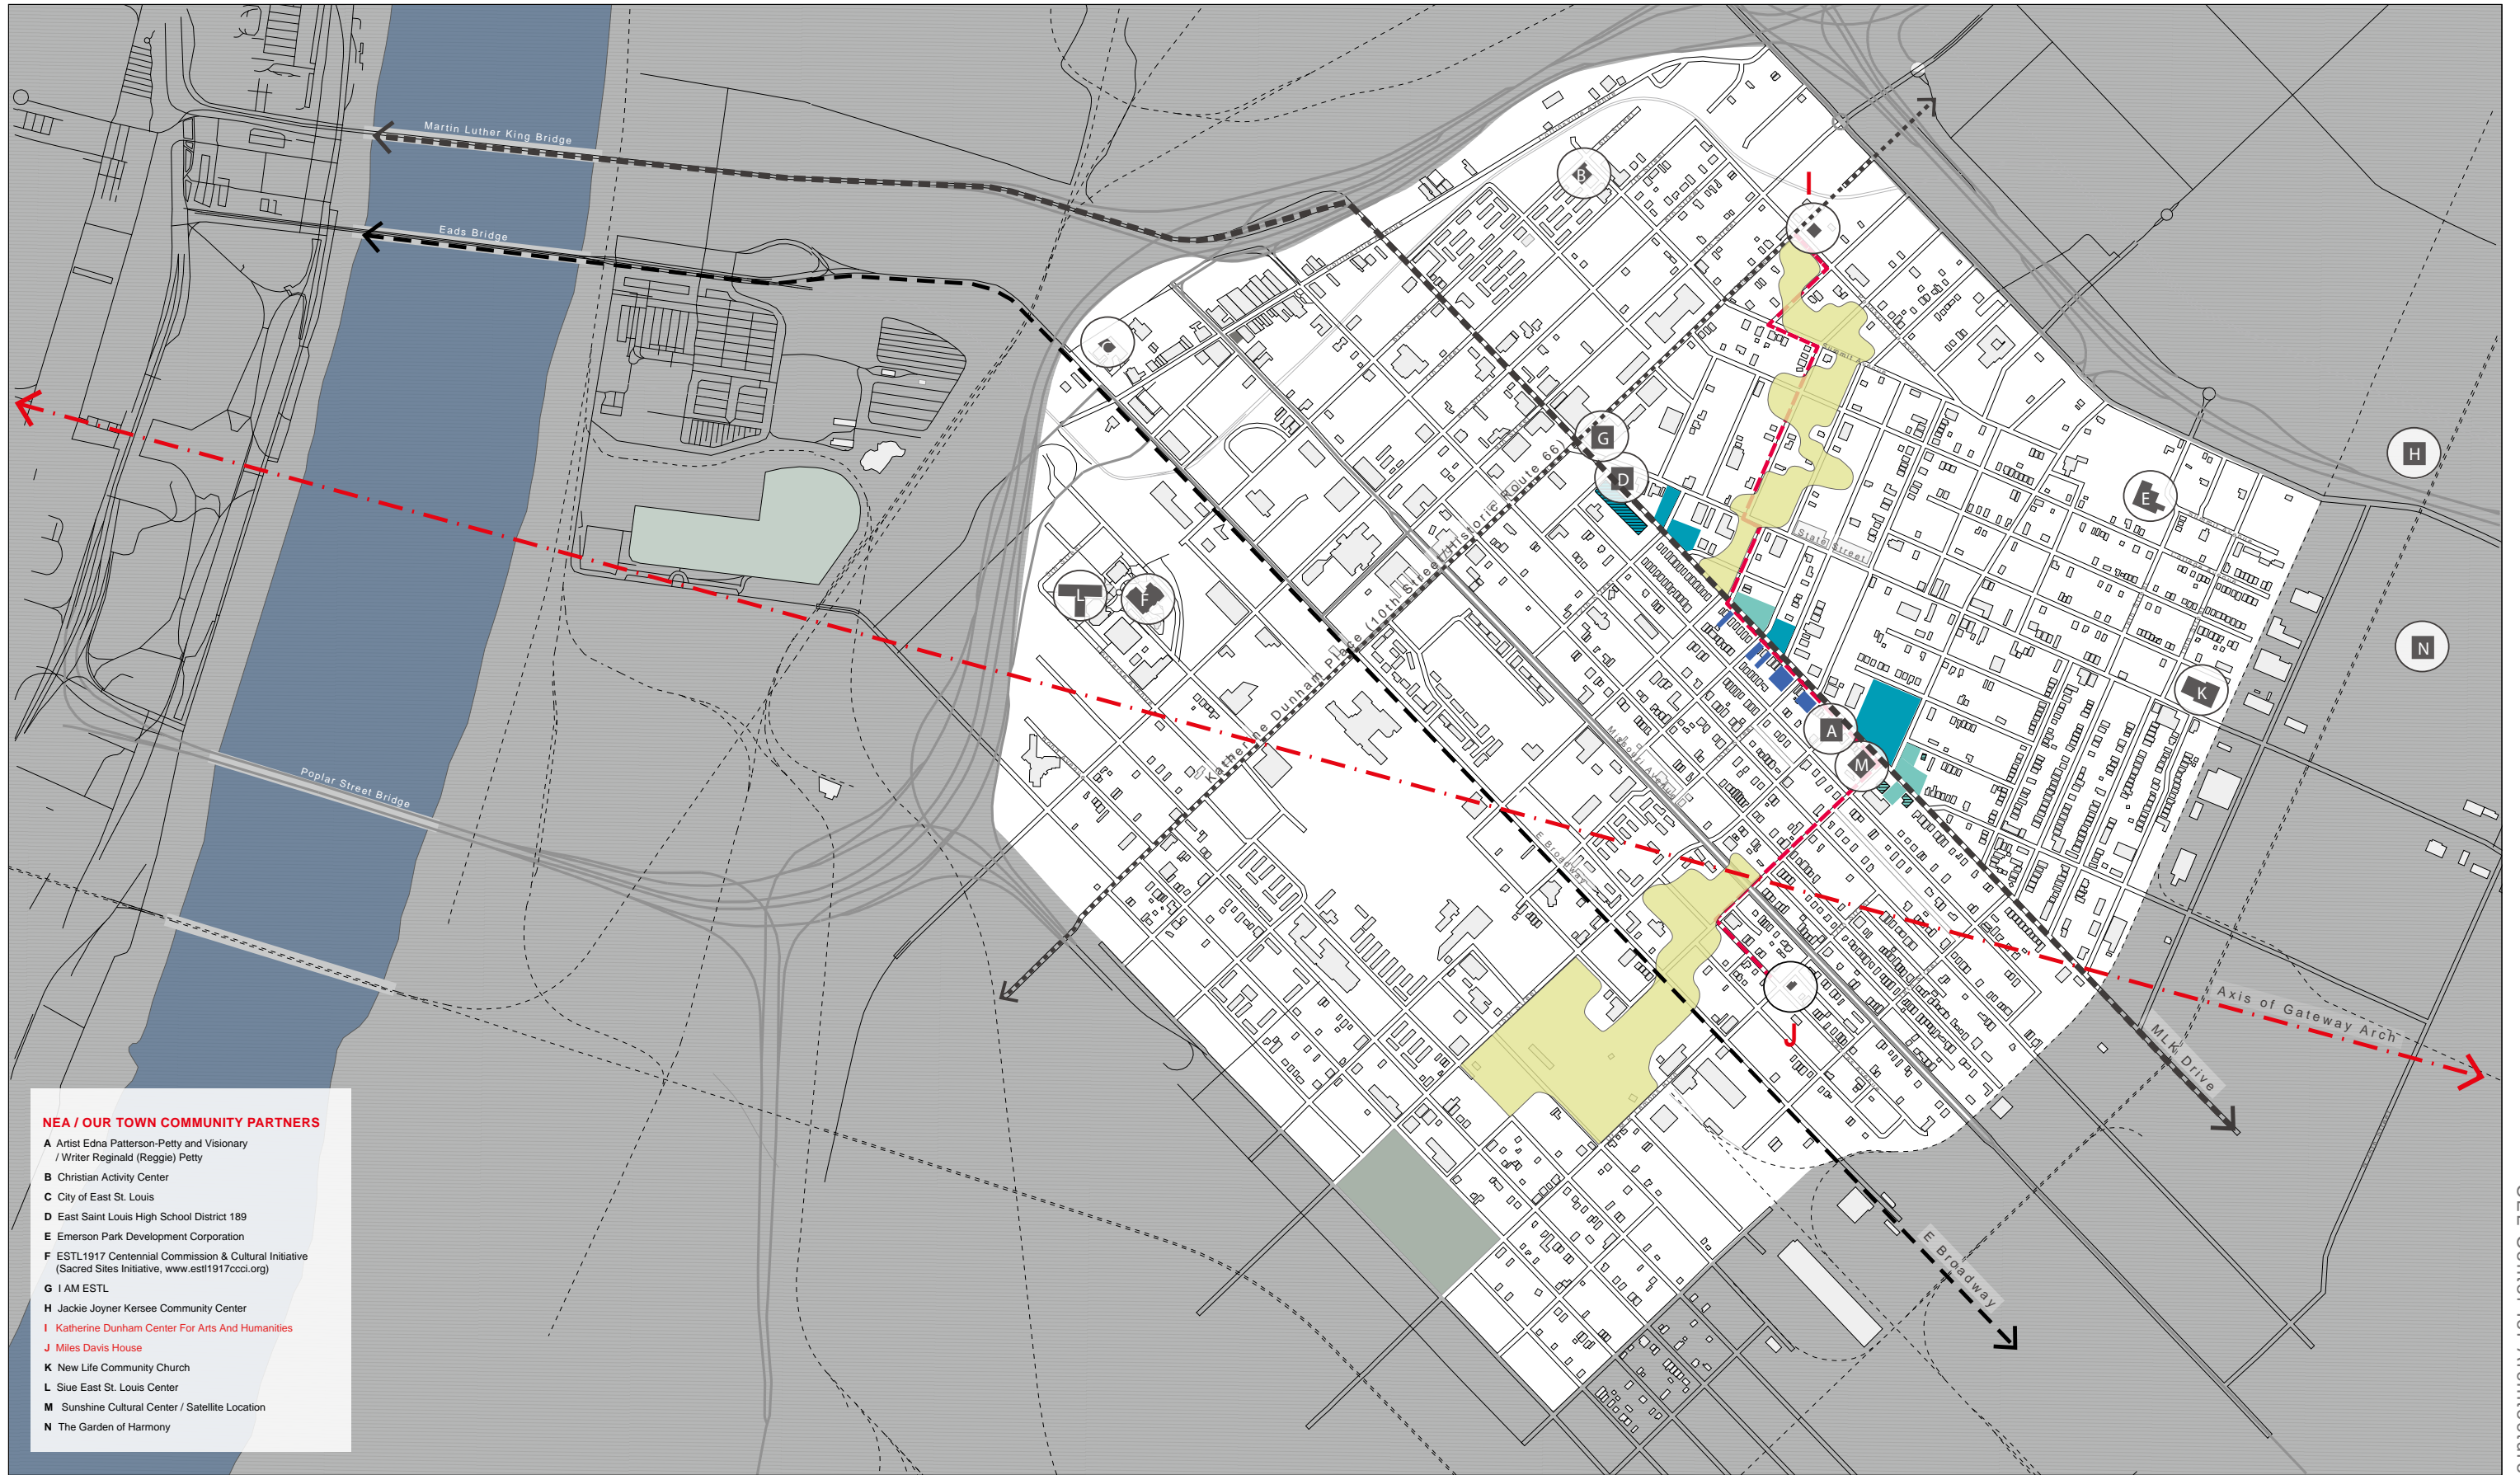 Martin Luther King Bridge
Eads Bridge
Poplar Street Bridge
B
I
C
G
D
H
E
N
L
F
K
A
M
J
Summit Avenue
State Street
Katherine Dunham Place (10th Street/Historic Route 66)
Missouri Avenue
E Broadway
Axis of Gateway Arch
MLK Drive
E Broadway
NEA / OUR TOWN COMMUNITY PARTNERS
A Artist Edna Patterson-Petty and Visionary
/ Writer Reginald (Reggie) Petty
B Christian Activity Center
C City of East St. Louis
D East Saint Louis High School District 189
E Emerson Park Development Corporation
F ESTL1917 Centennial Commission & Cultural Initiative
(Sacred Sites Initiative, www.estl1917ccci.org)
G I AM ESTL
H Jackie Joyner Kersee Community Center
I Katherine Dunham Center For Arts And Humanities
J Miles Davis House
K New Life Community Church
L Siue East St. Louis Center
M Sunshine Cultural Center / Satellite Location
N The Garden of Harmony